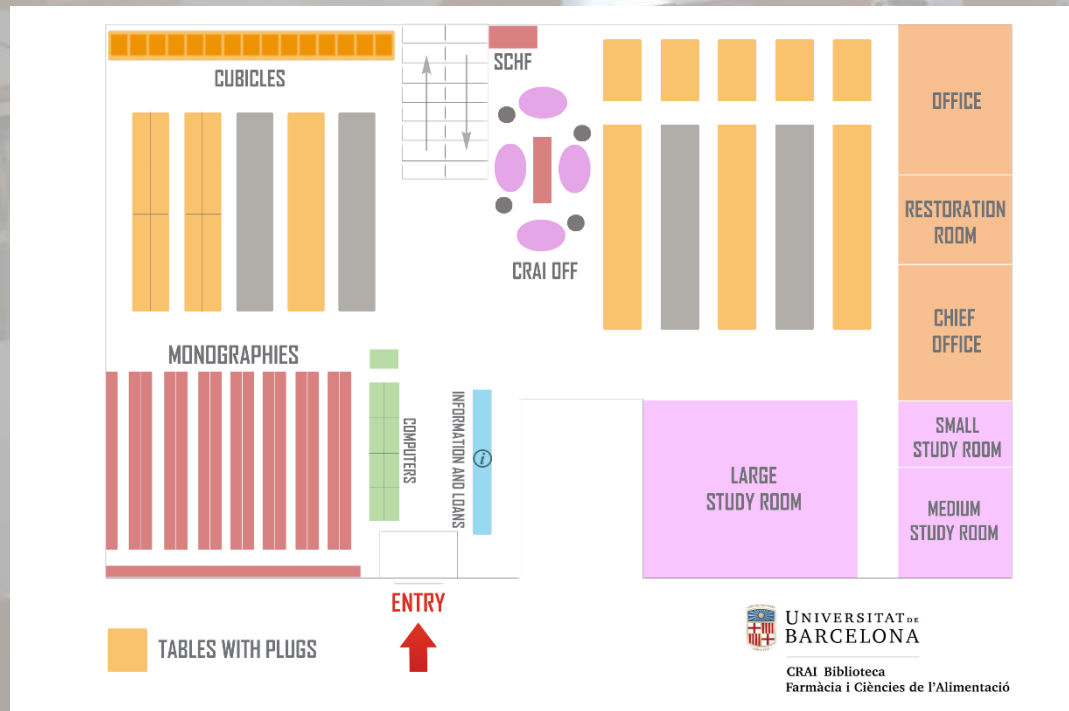 CUBICLES
SCHF
CRAI OFF
OFFICE
RESTORATION
ROOM
CHIEF
OFFICE
MONOGRAPHIES
COMPUTERS
INFORMATION AND LOANS
i
LARGE
STUDY ROOM
SMALL
STUDY ROOM
MEDIUM
STUDY ROOM
ENTRY
TABLES WITH PLUGS
UNIVERSITAT DE
BARCELONA
CRAI Biblioteca
Farmàcia i Ciències de l'Alimentació